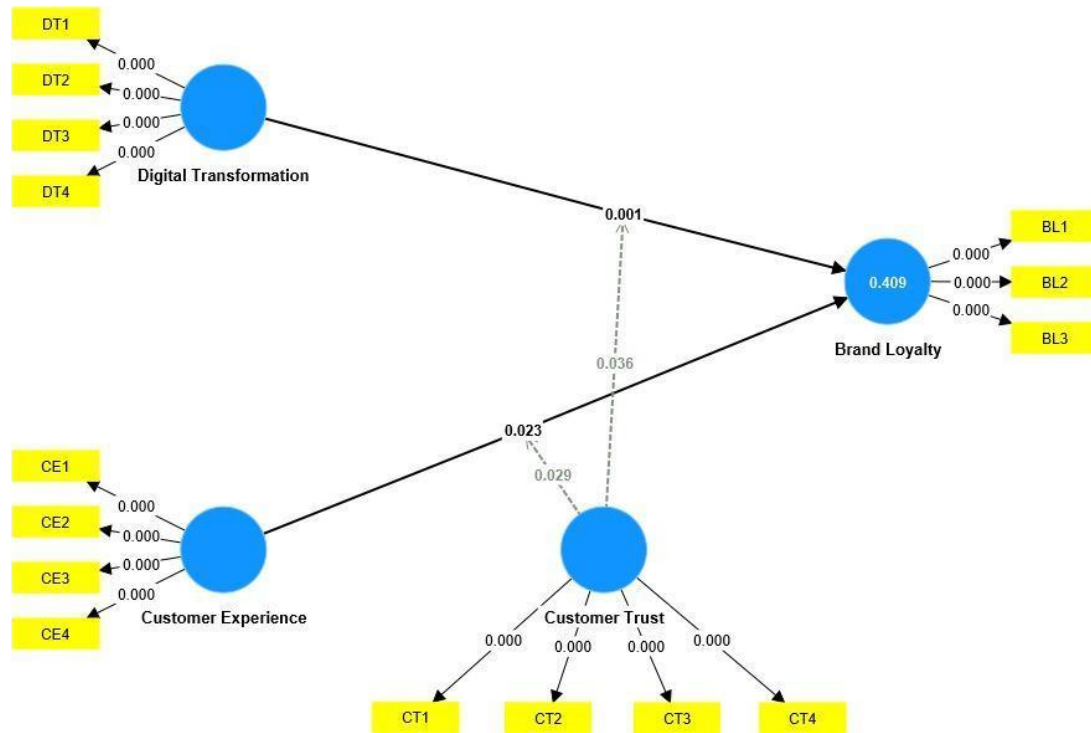 DT1
0.000
DT2
0.000
0.000
DT3
0.000
DT4
Digital Transformation
0.001
BL1
0.000
0.409
0.000
BL2
0.000
BL3
Brand Loyalty
0.036
0.023
0.029
CE1
0.000
CE2
0.000
0.000
CE3
0.000
CE4
Customer Experience
Customer Trust
0.000
0.000
0.000
0.000
CT1
CT2
CT3
CT4